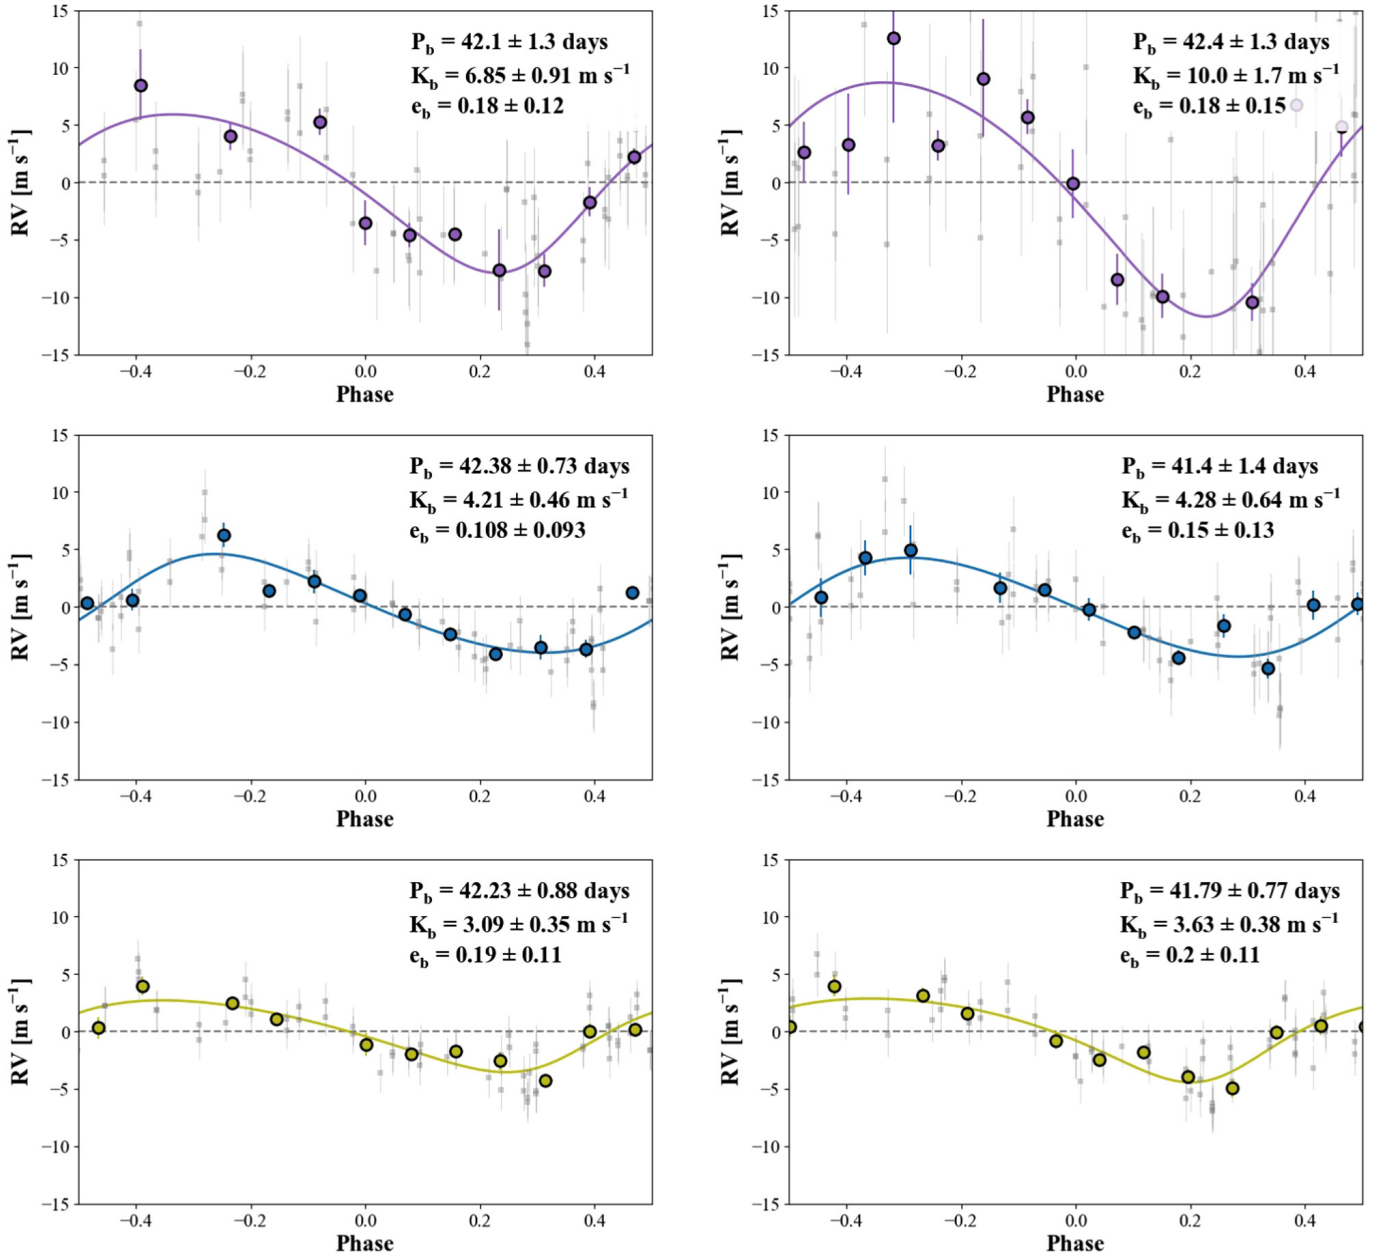 P_b = 42.1 ± 1.3 days
K_b = 6.85 ± 0.91 m s⁻¹
e_b = 0.18 ± 0.12
15
10
5
0
−5
−10
−15
RV [m s⁻¹]
−0.4 −0.2 0.0 0.2 0.4
Phase
P_b = 42.4 ± 1.3 days
K_b = 10.0 ± 1.7 m s⁻¹
e_b = 0.18 ± 0.15
15
10
5
0
−5
−10
−15
RV [m s⁻¹]
−0.4 −0.2 0.0 0.2 0.4
Phase
P_b = 42.38 ± 0.73 days
K_b = 4.21 ± 0.46 m s⁻¹
e_b = 0.108 ± 0.093
15
10
5
0
−5
−10
−15
RV [m s⁻¹]
−0.4 −0.2 0.0 0.2 0.4
Phase
P_b = 41.4 ± 1.4 days
K_b = 4.28 ± 0.64 m s⁻¹
e_b = 0.15 ± 0.13
15
10
5
0
−5
−10
−15
RV [m s⁻¹]
−0.4 −0.2 0.0 0.2 0.4
Phase
P_b = 42.23 ± 0.88 days
K_b = 3.09 ± 0.35 m s⁻¹
e_b = 0.19 ± 0.11
15
10
5
0
−5
−10
−15
RV [m s⁻¹]
−0.4 −0.2 0.0 0.2 0.4
Phase
P_b = 41.79 ± 0.77 days
K_b = 3.63 ± 0.38 m s⁻¹
e_b = 0.2 ± 0.11
15
10
5
0
−5
−10
−15
RV [m s⁻¹]
−0.4 −0.2 0.0 0.2 0.4
Phase